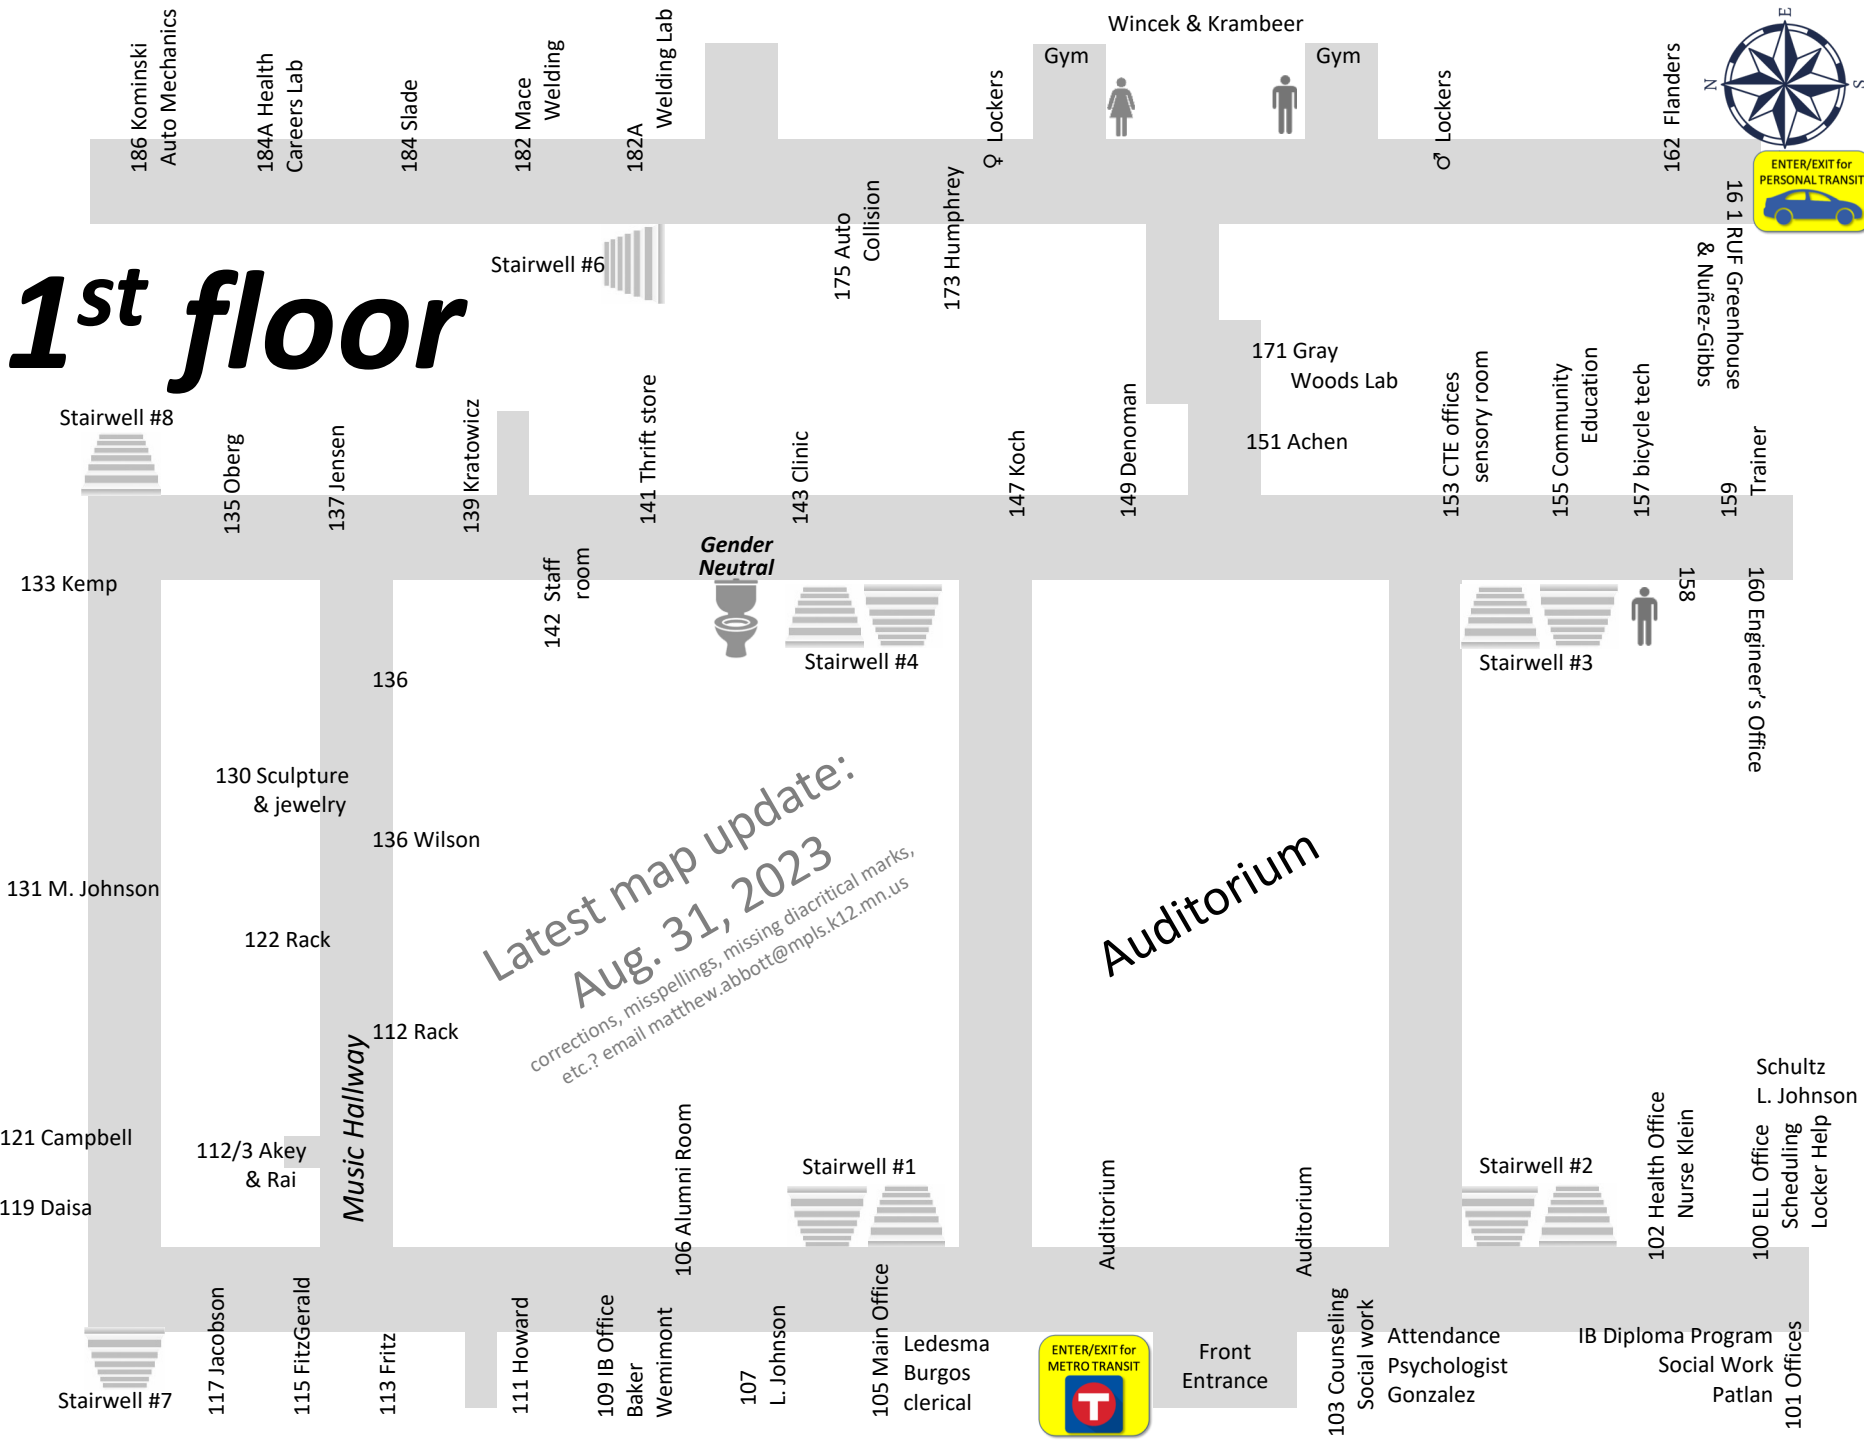 Wincek & Krambeer
186 Kominski
Auto Mechanics
184A Health
Careers Lab
184 Slade
182 Mace
Welding
182A
Welding Lab
♀ Lockers
Gym
Gym
♂ Lockers
162 Flanders
E
N
S
ENTER/EXIT for
PERSONAL TRANSIT
Stairwell #6
175 Auto
Collision
173 Humphrey
16 1 RUF Greenhouse
& Nuñez-Gibbs
1st floor
171 Gray
Woods Lab
151 Achen
Stairwell #8
135 Oberg
137 Jensen
139 Kratowicz
141 Thrift store
143 Clinic
147 Koch
149 Denoman
153 CTE offices
sensory room
155 Community
Education
157 bicycle tech
159
Trainer
133 Kemp
142 Staff
room
Gender
Neutral
Stairwell #4
Stairwell #3
158
160 Engineer's Office
136
130 Sculpture
& jewelry
136 Wilson
131 M. Johnson
122 Rack
112 Rack
Music Hallway
Latest map update:
Aug. 31, 2023
corrections, misspellings, missing diacritical marks,
etc.? email matthew.abbott@mpls.k12.mn.us
Auditorium
121 Campbell
112/3 Akey
& Rai
119 Daisa
106 Alumni Room
Stairwell #1
Auditorium
Auditorium
Stairwell #2
102 Health Office
Nurse Klein
Schultz
L. Johnson
100 ELL Office
Scheduling
Locker Help
Stairwell #7
117 Jacobson
115 FitzGerald
113 Fritz
111 Howard
109 IB Office
Baker
Wemimont
107
L. Johnson
105 Main Office
Ledesma
Burgos
clerical
ENTER/EXIT for
METRO TRANSIT
T
Front
Entrance
103 Counseling
Social work
Attendance
Psychologist
Gonzalez
IB Diploma Program
Social Work
Patlan
101 Offices